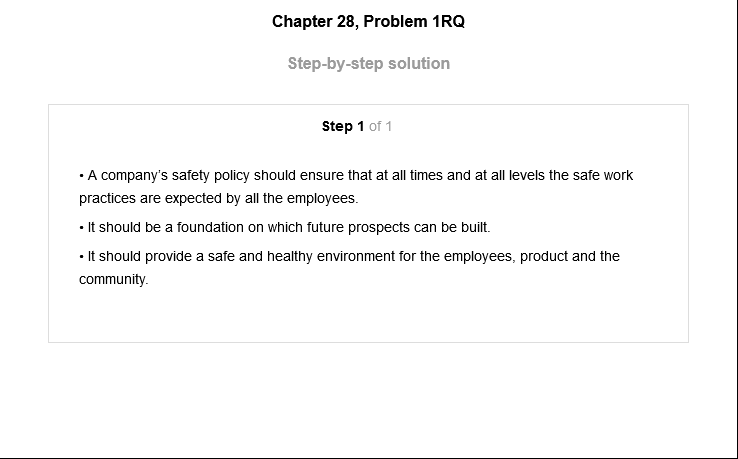 Chapter 28, Problem 1RQ
Step-by-step solution
Step 1 of 1
• A company's safety policy should ensure that at all times and at all levels the safe work
practices are expected by all the employees.
• It should be a foundation on which future prospects can be built.
• It should provide a safe and healthy environment for the employees, product and the
community.